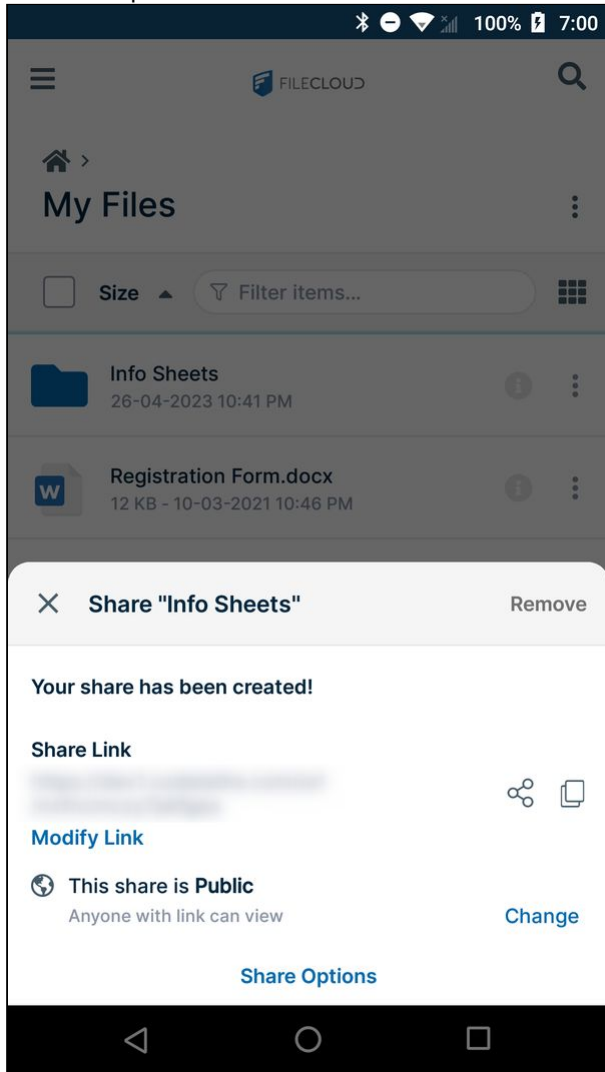 100% 7:00
FILECLOUD
My Files
Size Filter items...
Info Sheets
26-04-2023 10:41 PM
W
Registration Form.docx
12 KB - 10-03-2021 10:46 PM
Share "Info Sheets" Remove
Your share has been created!
Share Link
Modify Link
This share is Public
Anyone with link can view
Change
Share Options